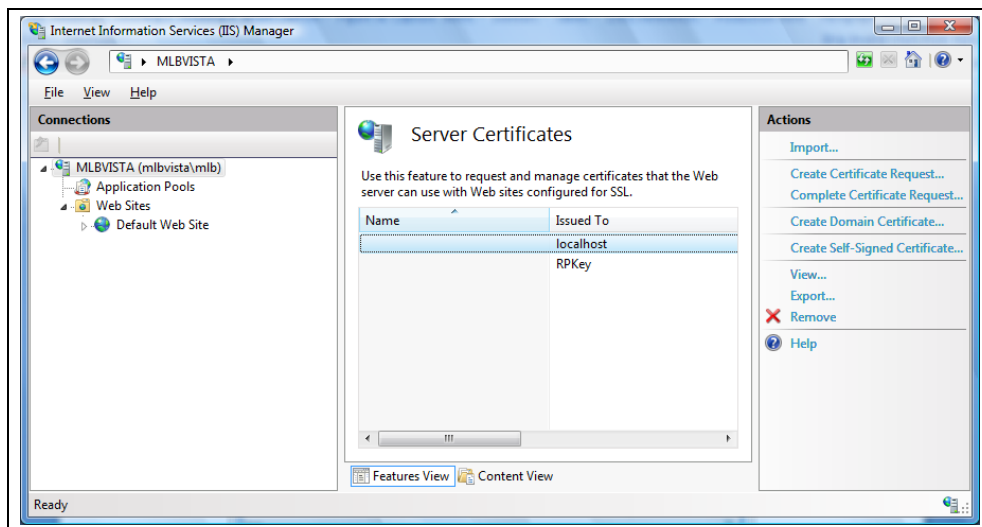 Internet Information Services (IIS) Manager
MLBVISTA
File View Help
Connections
MLBVISTA (mlbvista\mlb)
Application Pools
Web Sites
Default Web Site
Server Certificates
Use this feature to request and manage certificates that the Web
server can use with Web sites configured for SSL.
Name Issued To
localhost
RPKey
Features View Content View
Actions
Import...
Create Certificate Request...
Complete Certificate Request...
Create Domain Certificate...
Create Self-Signed Certificate...
View...
Export...
Remove
Help
Ready